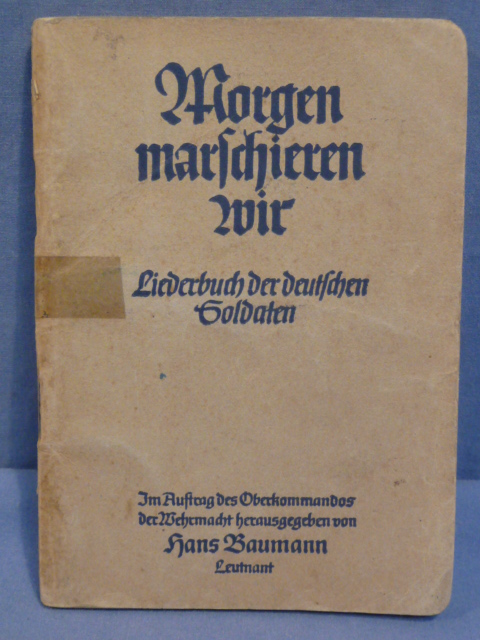 Morgen
marschieren
wir
Liederbuch der deutschen
Soldaten
Im Auftrag des Oberkommandos
der Wehrmacht herausgegeben von
Hans Baumann
Leutnant